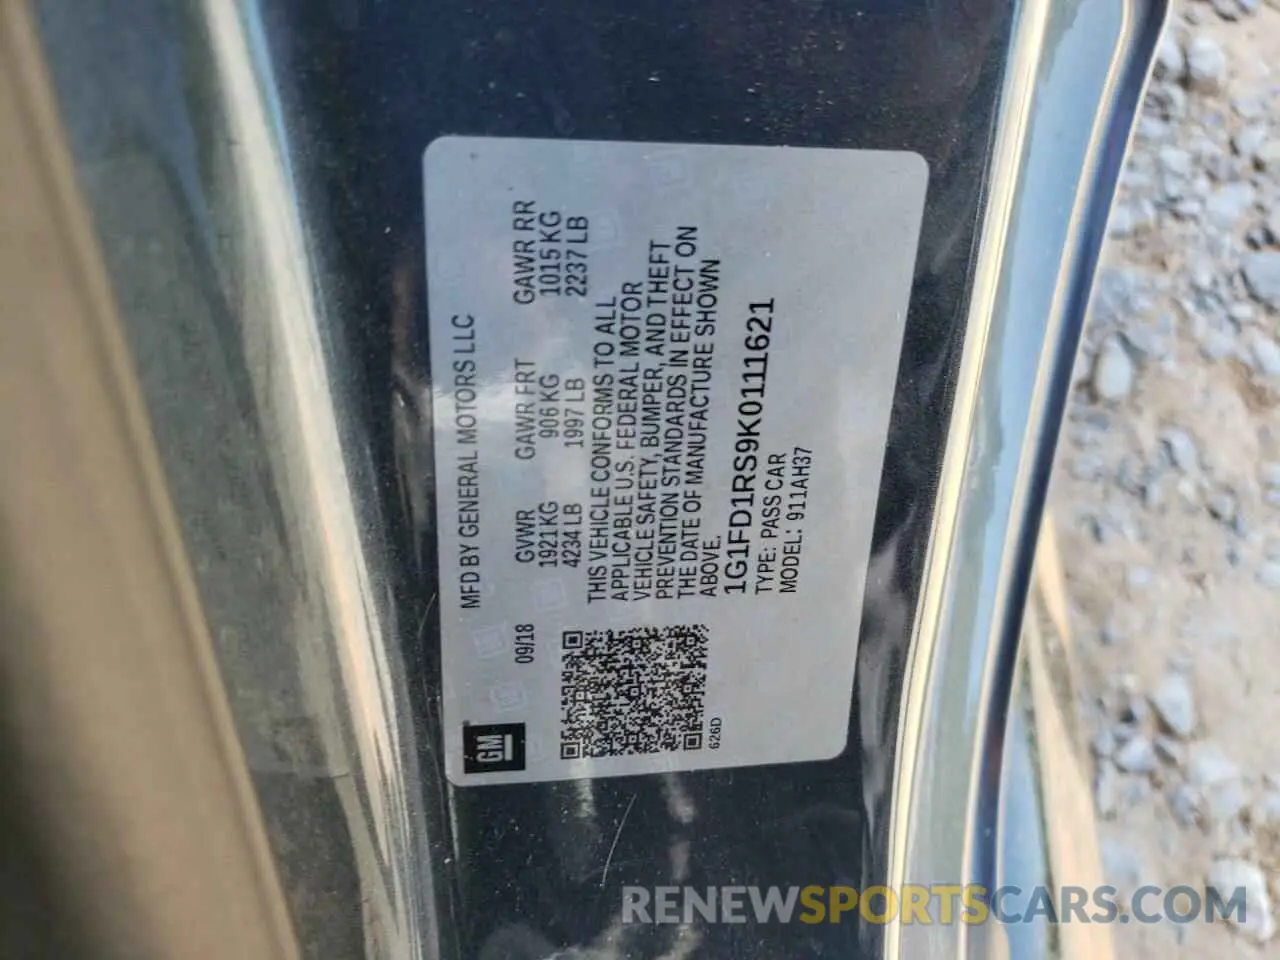 GM
MFD BY GENERAL MOTORS LLC
09/18 GVWR GAWR FRT GAWR RR
1921 KG 906 KG 1015 KG
4234 LB 1997 LB 2237 LB
THIS VEHICLE CONFORMS TO ALL
APPLICABLE U.S. FEDERAL MOTOR
VEHICLE SAFETY, BUMPER, AND THEFT
PREVENTION STANDARDS IN EFFECT ON
THE DATE OF MANUFACTURE SHOWN
ABOVE.
626D
1G1FD1RS9K0111621
TYPE: PASS CAR
MODEL: 911AH37
RENEWSPORTSCARS.COM